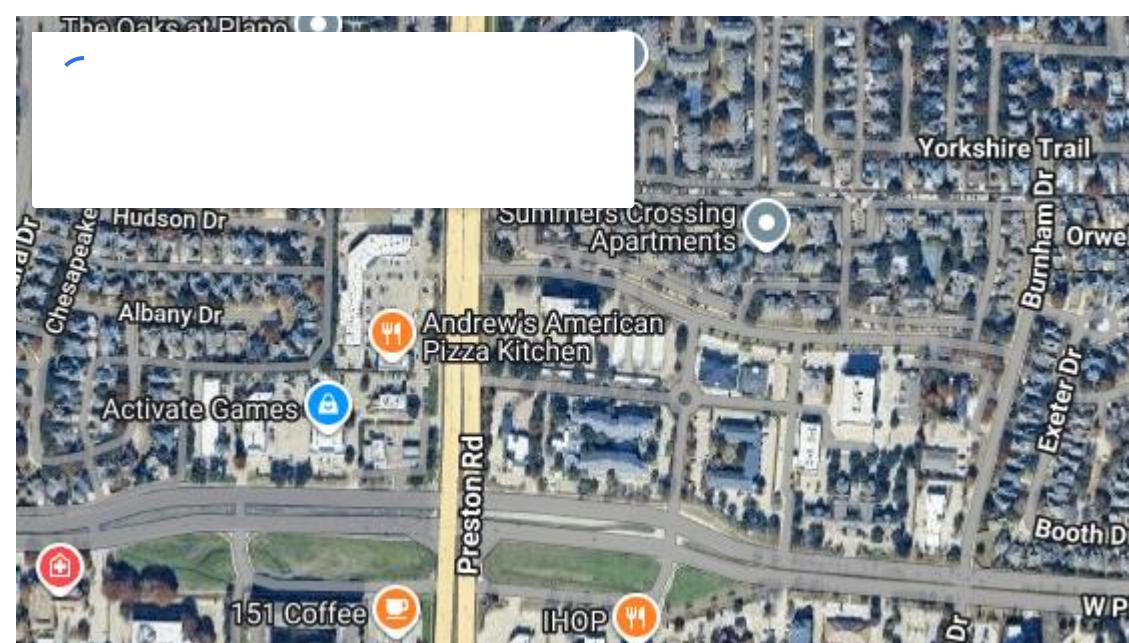 The Oaks at Plano
Yorkshire Trail
Hudson Dr
Chesapeake
Summers Crossing
Apartments
Burnham Dr
Orwe
Albany Dr
Andrew's American
Pizza Kitchen
Activate Games
Exeter Dr
Preston Rd
Booth D
151 Coffee
IHOP
W P
Dr